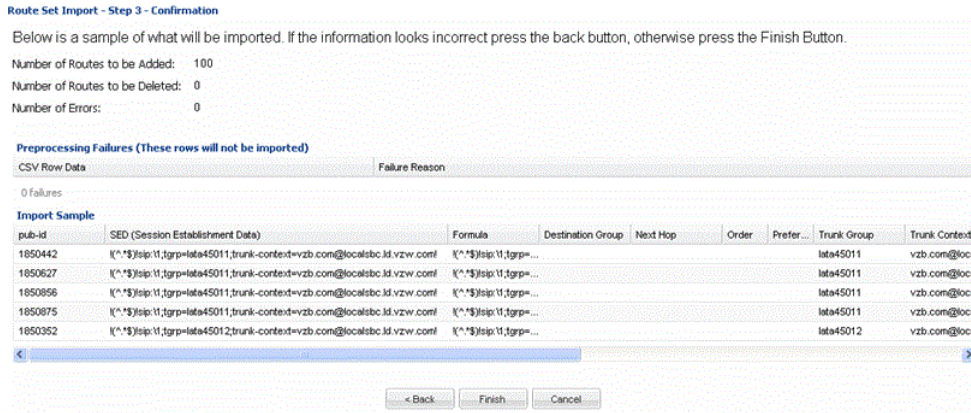 Route Set Import - Step 3 - Confirmation
Below is a sample of what will be imported. If the information looks incorrect press the back button, otherwise press the Finish Button.
Number of Routes to be Added: 100
Number of Routes to be Deleted: 0
Number of Errors: 0
Preprocessing Failures (These rows will not be imported)
CSV Row Data Failure Reason
0 failures
Import Sample
pub-id SED (Session Establishment Data) Formula Destination Group Next Hop Order Prefer... Trunk Group Trunk Context
1850442 !(^.*$)!sip:\1;tgrp=lata45011;trunk-context=vzb.com@localsbc.ld.vzw.com! !(^.*$)!sip:\1;tgrp=... lata45011 vzb.com@loc
1850627 !(^.*$)!sip:\1;tgrp=lata45011;trunk-context=vzb.com@localsbc.ld.vzw.com! !(^.*$)!sip:\1;tgrp=... lata45011 vzb.com@loc
1850856 !(^.*$)!sip:\1;tgrp=lata45011;trunk-context=vzb.com@localsbc.ld.vzw.com! !(^.*$)!sip:\1;tgrp=... lata45011 vzb.com@loc
1850875 !(^.*$)!sip:\1;tgrp=lata45011;trunk-context=vzb.com@localsbc.ld.vzw.com! !(^.*$)!sip:\1;tgrp=... lata45011 vzb.com@loc
1850352 !(^.*$)!sip:\1;tgrp=lata45012;trunk-context=vzb.com@localsbc.ld.vzw.com! !(^.*$)!sip:\1;tgrp=... lata45012 vzb.com@loc
< Back Finish Cancel